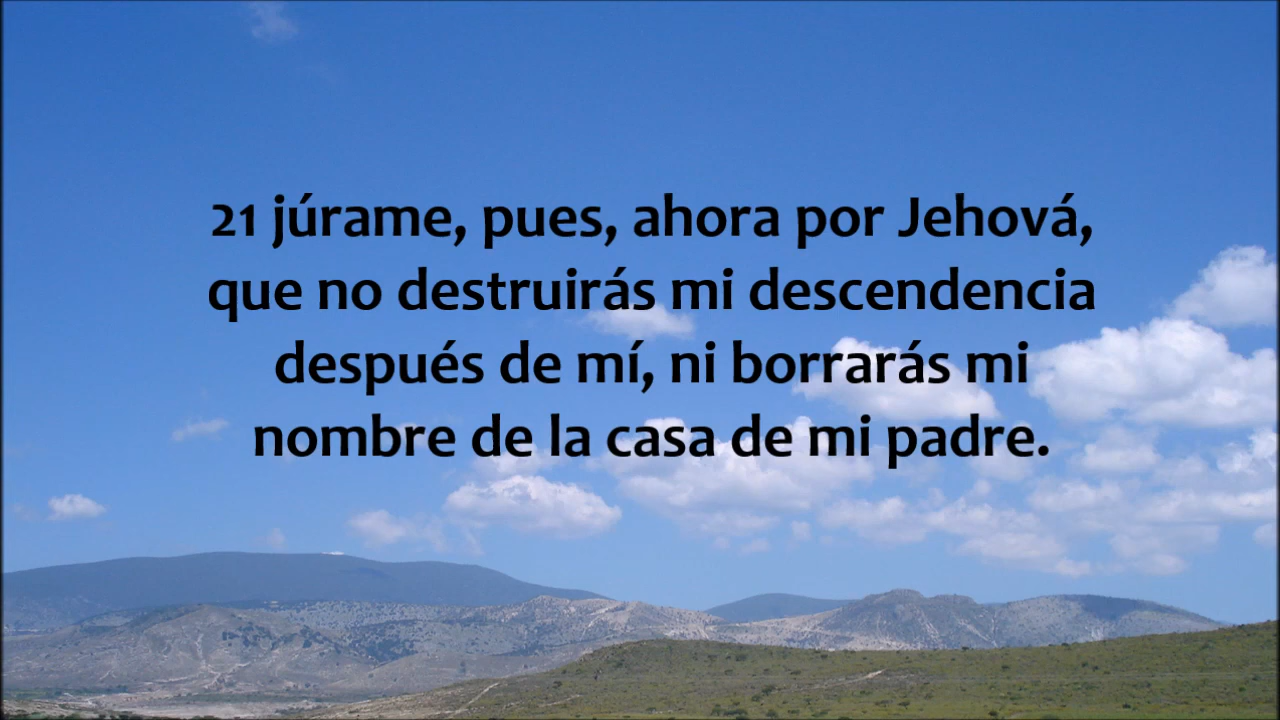 21 júrame, pues, ahora por Jehová,
que no destruirás mi descendencia
después de mí, ni borrarás mi
nombre de la casa de mi padre.